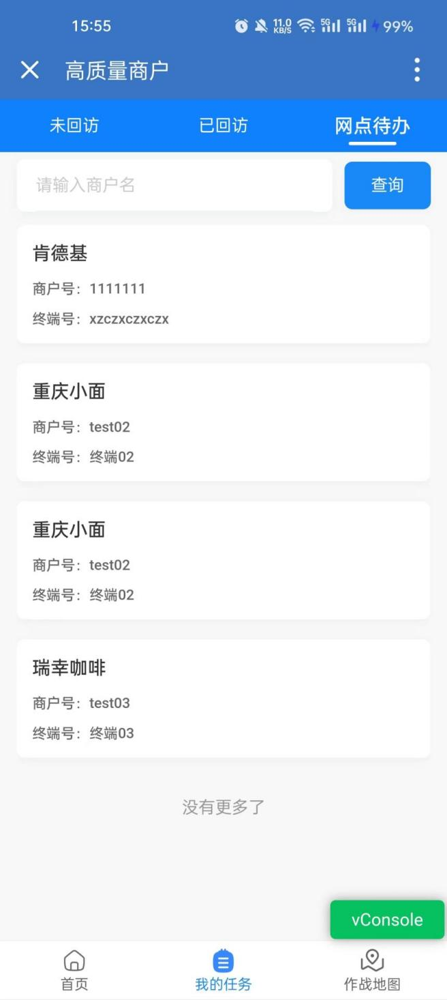 15:55 11.0 KB/S 5G 5G 99%
高质量商户
未回访 已回访 网点待办
请输入商户名 查询
肯德基
商户号：1111111
终端号：xzczxczxczx
重庆小面
商户号：test02
终端号：终端02
重庆小面
商户号：test02
终端号：终端02
瑞幸咖啡
商户号：test03
终端号：终端03
没有更多了
vConsole
首页 我的任务 作战地图